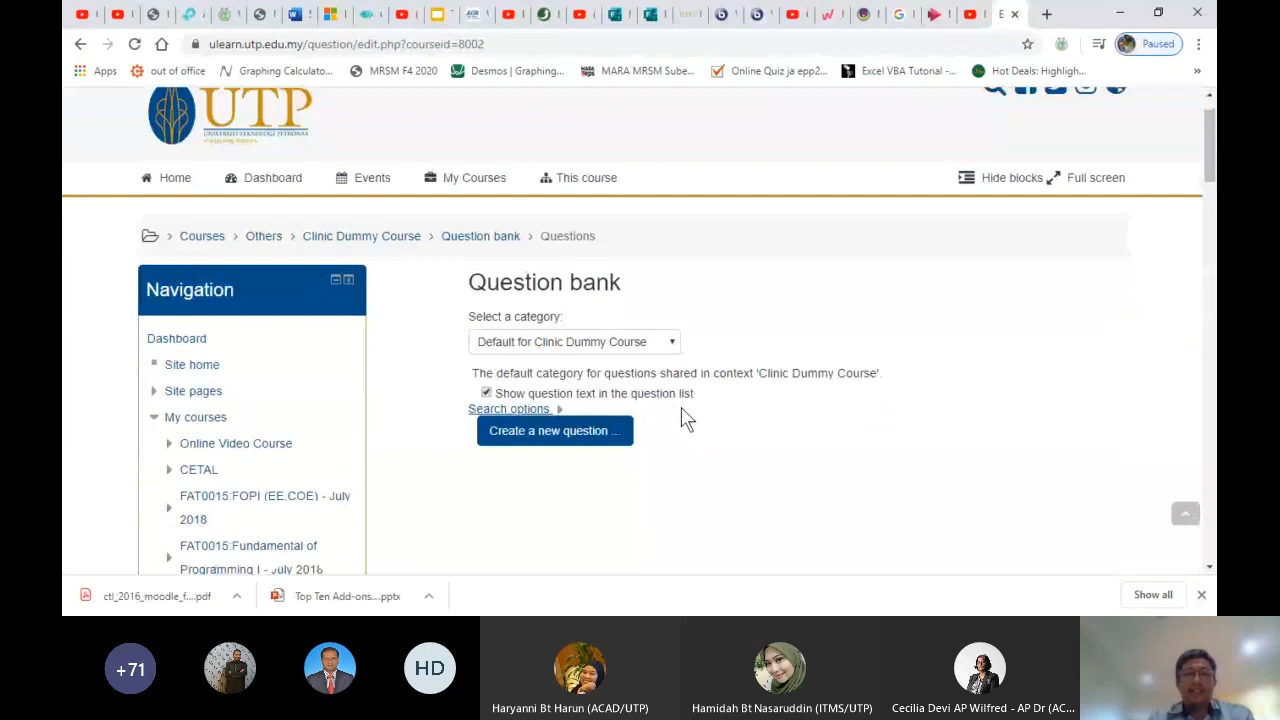 ulearn.utp.edu.my/question/edit.php?courseid=8002
Paused
Apps
out of office
Graphing Calculato...
MRSM F4 2020
Desmos | Graphing...
MARA MRSM Sube...
Online Quiz ja epp2...
Excel VBA Tutorial -...
Hot Deals: Highligh...
»
UTP
UNIVERSITI TEKNOLOGI PETRONAS
Home
Dashboard
Events
My Courses
This course
Hide blocks
Full screen
Courses
Others
Clinic Dummy Course
Question bank
Questions
Navigation
Dashboard
Site home
Site pages
My courses
Online Video Course
CETAL
FAT0015:FOPI (EE.COE) - July
2018
FAT0015:Fundamental of
Programming I - July 2018
Question bank
Select a category:
Default for Clinic Dummy Course
The default category for questions shared in context 'Clinic Dummy Course'.
Show question text in the question list
Search options
Create a new question ...
ctl_2016_moodle_f....pdf
Top Ten Add-ons....pptx
Show all
+71
HD
Haryanni Bt Harun (ACAD/UTP)
Hamidah Bt Nasaruddin (ITMS/UTP)
Cecilia Devi AP Wilfred - AP Dr (AC...